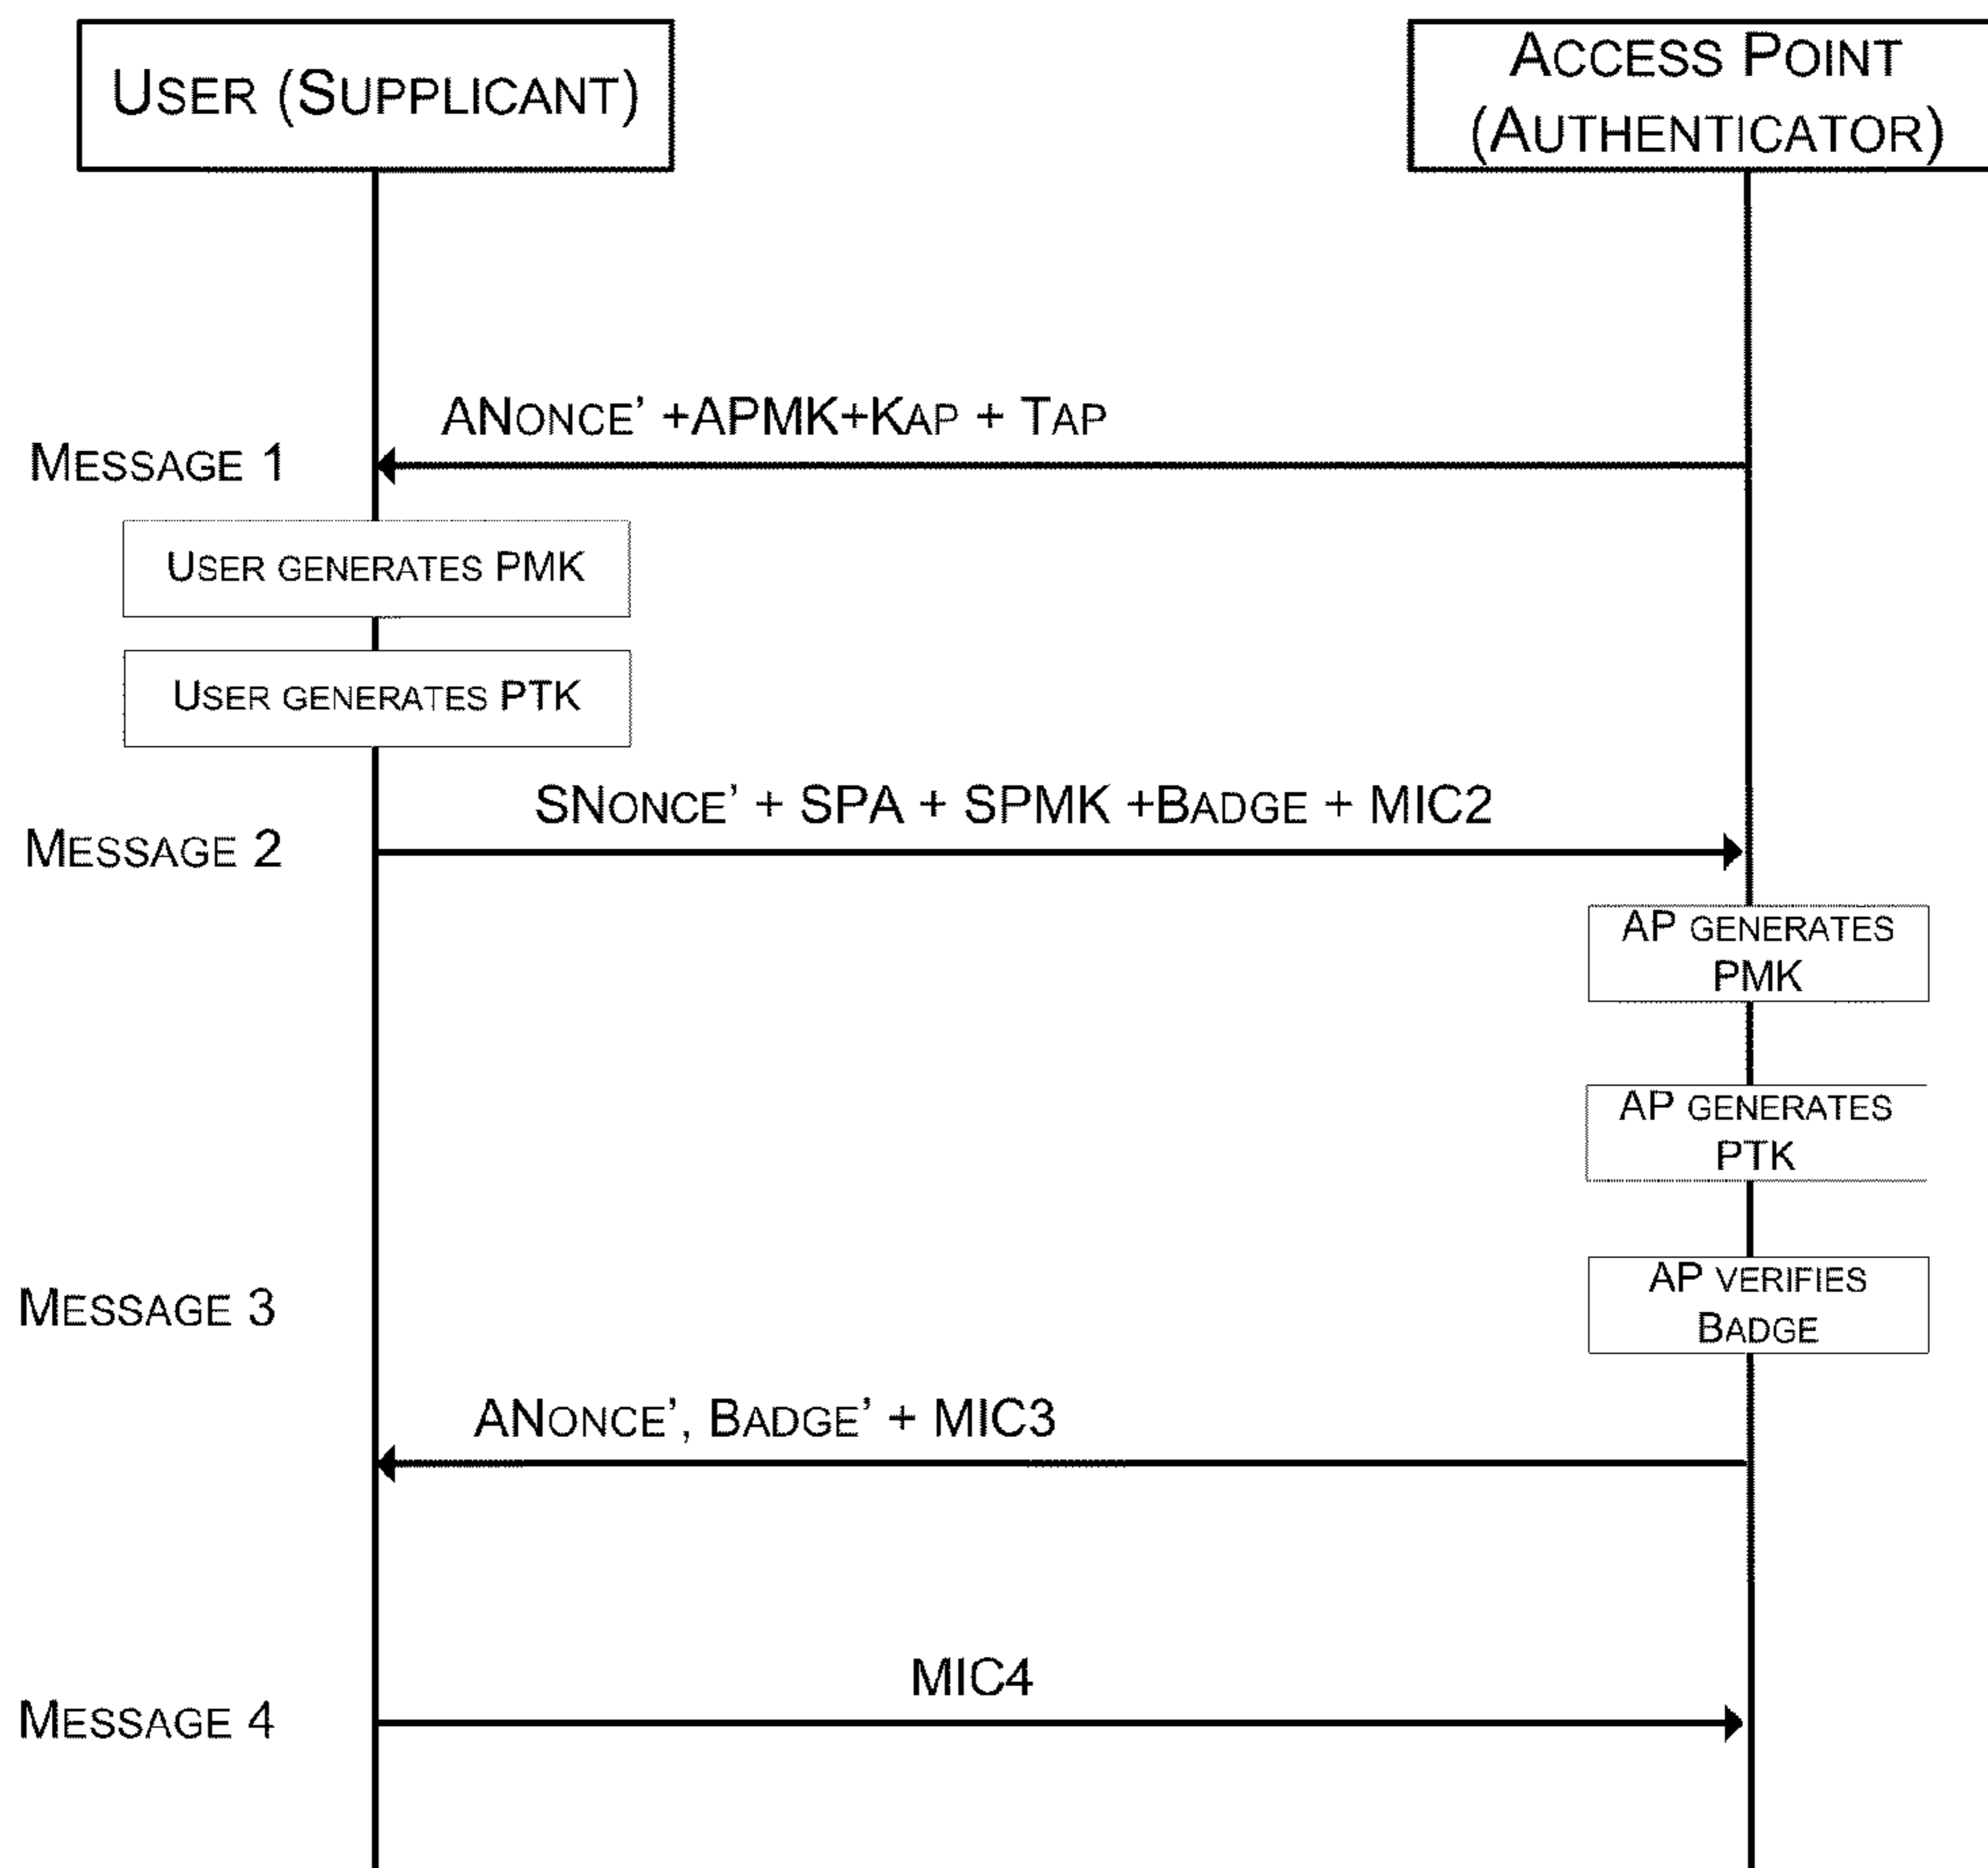 USER (SUPPLICANT)
ACCESS POINT
(AUTHENTICATOR)
ANONCE' +APMK+KAP + TAP
MESSAGE 1
USER GENERATES PMK
USER GENERATES PTK
SNONCE' + SPA + SPMK +BADGE + MIC2
MESSAGE 2
AP GENERATES
PMK
AP GENERATES
PTK
AP VERIFIES
BADGE
MESSAGE 3
ANONCE', BADGE' + MIC3
MIC4
MESSAGE 4